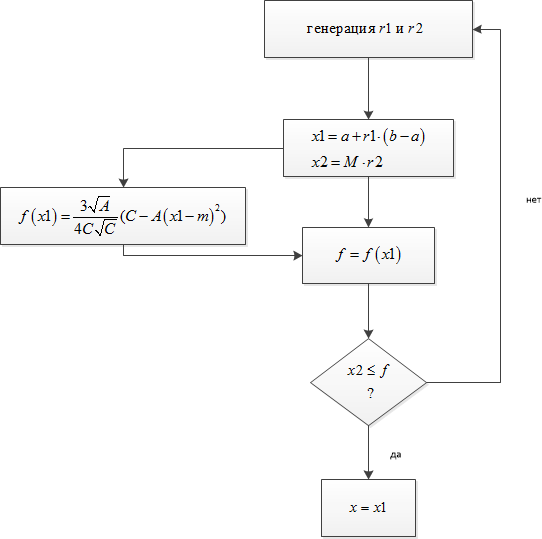 генерация r1 и r2
x1 = a + r1·(b − a)
x2 = M · r2
нет
f(x1) = 3√A / 4C√C (C − A(x1 − m)²)
f = f(x1)
x2 ≤ f
?
да
x = x1